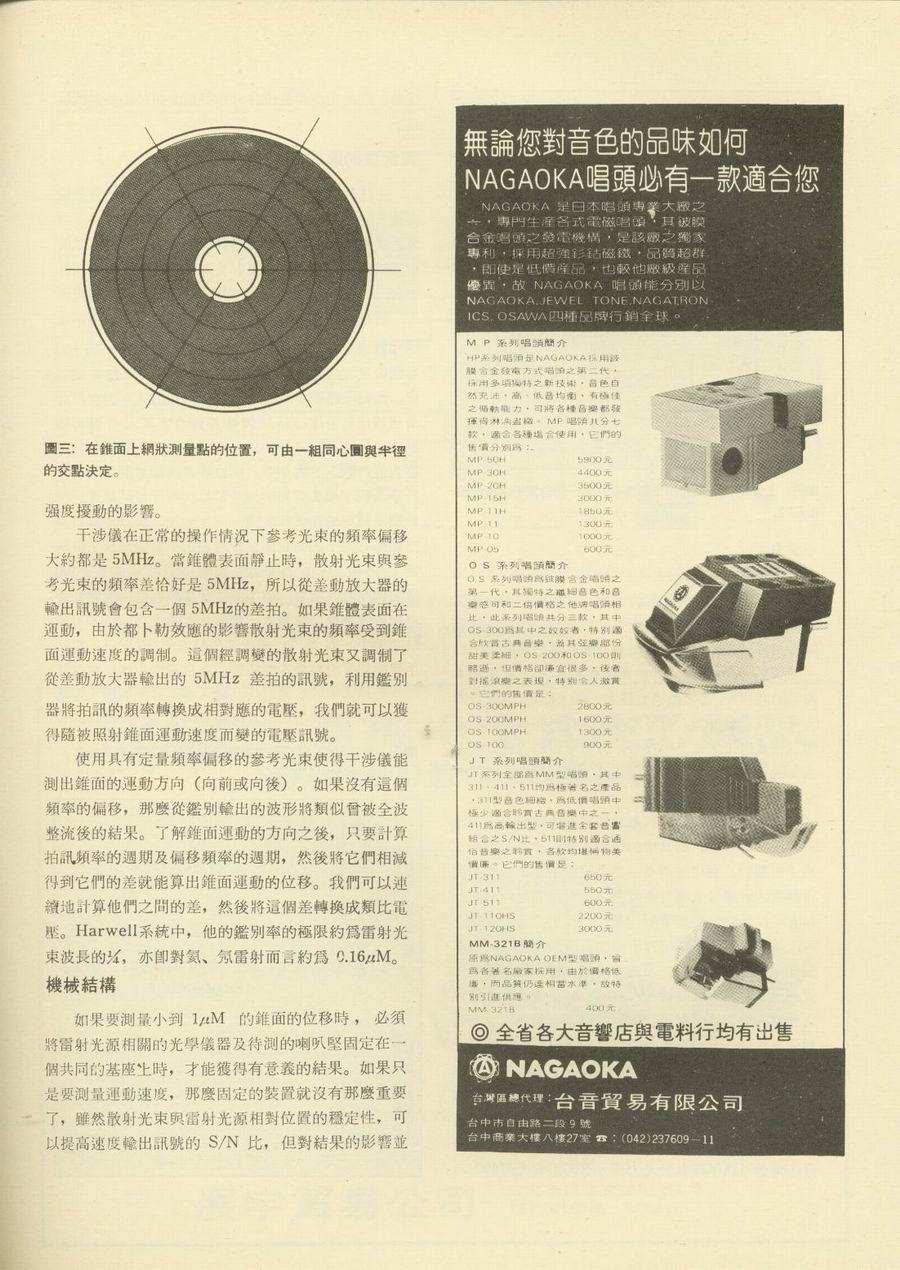 圖三: 在錐面上網狀測量點的位置，可由一組同心圓與半徑
的交點決定。
强度擾動的影響。
干涉儀在正常的操作情況下參考光束的頻率偏移
大約都是 5MHz。當錐體表面靜止時，散射光束與參
考光束的頻率差恰好是 5MHz，所以從差動放大器的
輸出訊號會包含一個 5MHz的差拍。如果錐體表面在
運動，由於都卜勒效應的影響散射光束的頻率受到錐
面運動速度的調制。這個經調變的散射光束又調制了
從差動放大器輸出的 5MHz 差拍的訊號，利用鑑別
器將拍訊的頻率轉換成相對應的電壓，我們就可以獲
得隨被照射錐面運動速度而變的電壓訊號。
使用具有定量頻率偏移的參考光束使得干涉儀能
測出錐面的運動方向（向前或向後）。如果沒有這個
頻率的偏移，那麼從鑑別輸出的波形將類似曾被全波
整流後的結果。了解錐面運動的方向之後，只要計算
拍訊頻率的週期及偏移頻率的週期，然後將它們相減
得到它們的差就能算出錐面運動的位移。我們可以連
續地計算他們之間的差，然後將這個差轉換成類比電
壓。Harwell系統中，他的鑑別率的極限約爲雷射光
束波長的¼，亦卽對氦、氖雷射而言約爲 0.16μM。
機械結構
如果要測量小到 1μM 的錐面的位移時， 必須
將雷射光源相關的光學儀器及待測的喇叭堅固定在一
個共同的基座上時，才能獲得有意義的結果。如果只
是要測量運動速度，那麼固定的裝置就沒有那麼重要
了，雖然散射光束與雷射光源相對位置的穩定性，可
以提高速度輸出訊號的 S/N 比，但對結果的影響並
無論您對音色的品味如何
NAGAOKA唱頭必有一款適合您
NAGAOKA 是日本唱頭專業大廠之
一，專門生產各式電磁唱頭，其鈹膜
合金唱頭之發電機構，是該廠之獨家
專利，採用超強釤鈷磁鐵，品質超群
，即使是低價產品，也較他廠級產品
優異，故 NAGAOKA 唱頭能分別以
NAGAOKA.JEWEL TONE.NAGATRON
ICS. OSAWA四種品牌行銷全球。
M P 系列唱頭簡介
HP系列唱頭是NAGAOKA採用鈹
膜合金發電方式唱頭之第二代，
採用多項獨特之新技術，音色自
然充沛，高、低音均衡，有極佳
之循軌能力，可將各種音樂都發
揮得淋漓盡緻。MP 唱頭共分七
款，適合各種場合使用，它們的
售價分別爲：
MP-50H 5900元
MP-30H 4400元
MP-20H 3500元
MP-15H 3000元
MP-11H 1850元
MP-11 1300元
MP-10 1000元
MP-05 600元
O S 系列唱頭簡介
OS 系列唱頭爲鈹膜合金唱頭之
第一代，其獨特之纖細音色和音
樂感可和二倍價格之他牌唱頭相
比，此系列唱頭共分三款，其中
OS-300爲其中之姣姣者，特別適
合欣賞古典音樂，蓋其弦樂部份
甜美柔細，OS-200和OS-100則
略遜，但價格卻廉宜很多，後者
對搖滾樂之表現，特別令人激賞
。它們的售價是：
OS-300MPH 2800元
OS-200MPH 1600元
OS-100MPH 1300元
OS-100 900元
J T 系列唱頭簡介
JT系列全部爲MM型唱頭，其中
311、411、511均爲極著名之產品
，311型音色細緻，爲低價唱頭中
極少適合聆賞古典音樂中之一，
411爲高輸出型，可增進全套音響
組合之S/N比，511則特別適合通
俗音樂之聆賞，各款均堪稱物美
價廉。它們的售價是：
JT-311 650元
JT-411 550元
JT-511 600元
JT-110HS 2200元
JT-120HS 3000元
MM-321B 簡介
原爲NAGAOKA OEM型唱頭，曾
爲各著名廠家採用，由於價格低
廉，而品質仍達相當水準，故特
別引進供應。
MM-321B 400元
◎ 全省各大音響店與電料行均有出售
NAGAOKA
台灣區總代理：台音貿易有限公司
台中市自由路二段 9 號
台中商業大樓八樓27室 ☎：(042)237609—11